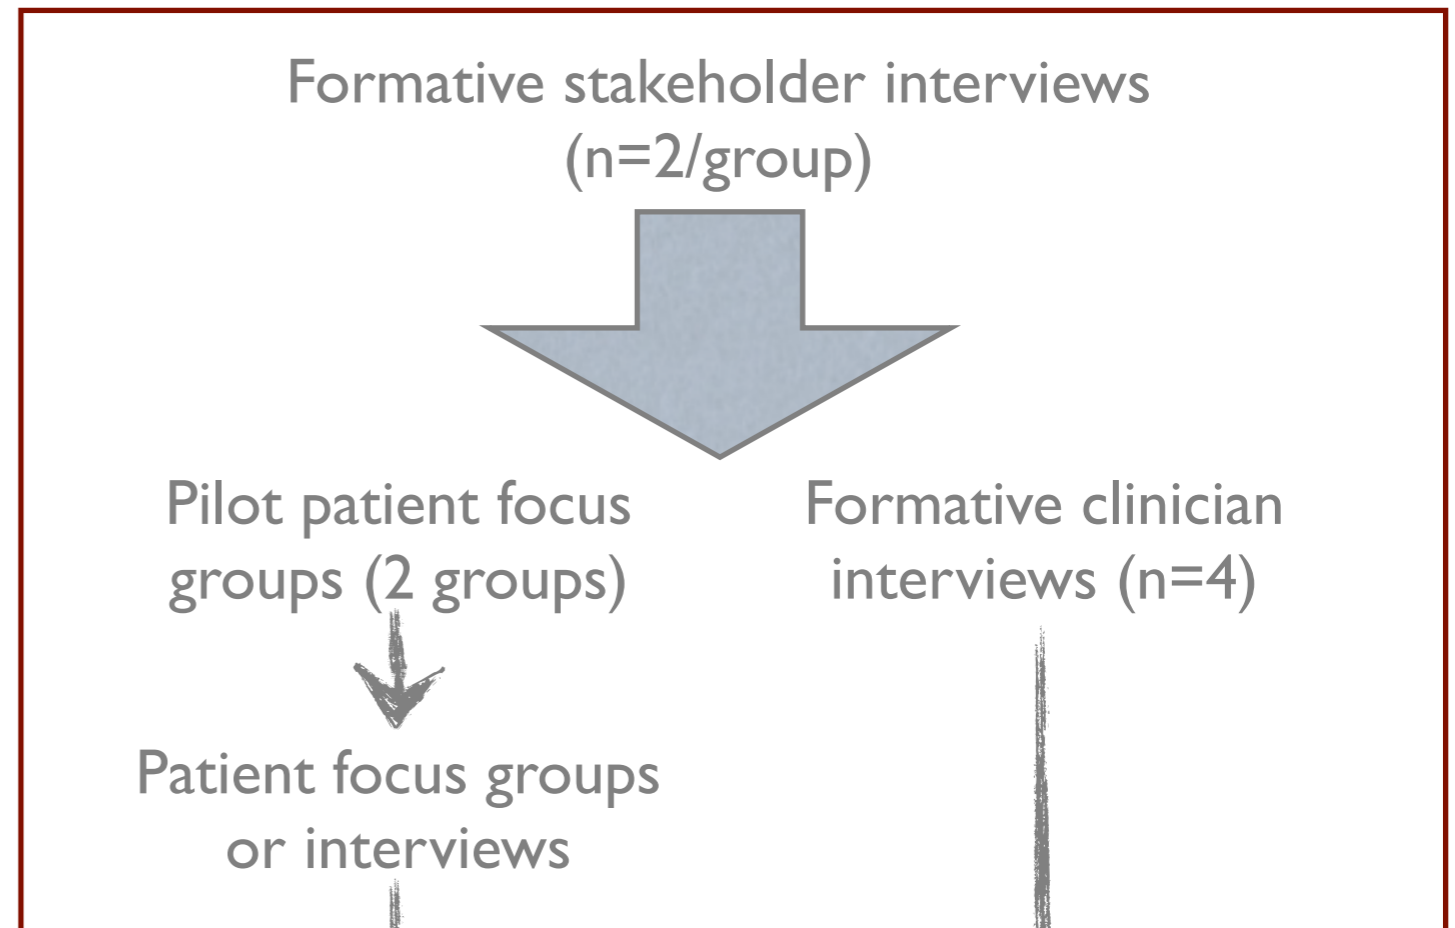 Formative stakeholder interviews
(n=2/group)
Pilot patient focus
groups (2 groups)
Formative clinician
interviews (n=4)
Patient focus groups
or interviews